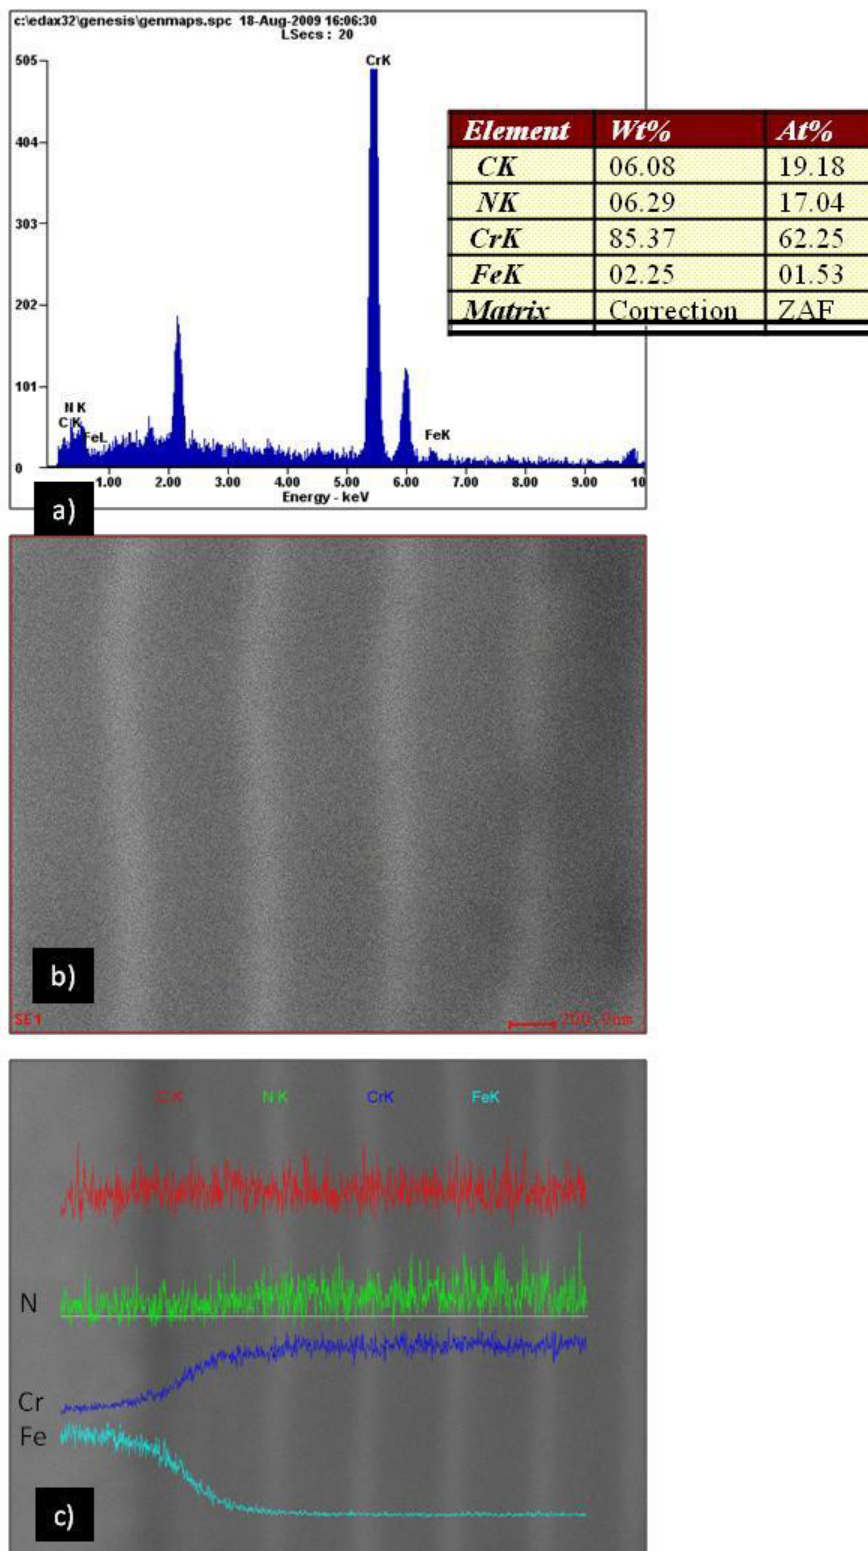 c:\edax32\genesis\genmaps.spc 18-Aug-2009 16:06:30
LSecs : 20
505
404
303
202
101
0
CrK
N K
C K
FeL
FeK
1.00 2.00 3.00 4.00 5.00 6.00 7.00 8.00 9.00 10
Energy - keV
Element Wt% At%
CK 06.08 19.18
NK 06.29 17.04
CrK 85.37 62.25
FeK 02.25 01.53
Matrix Correction ZAF
a)
b)
SE1
200.0nm
C K N K CrK FeK
N
Cr
Fe
c)